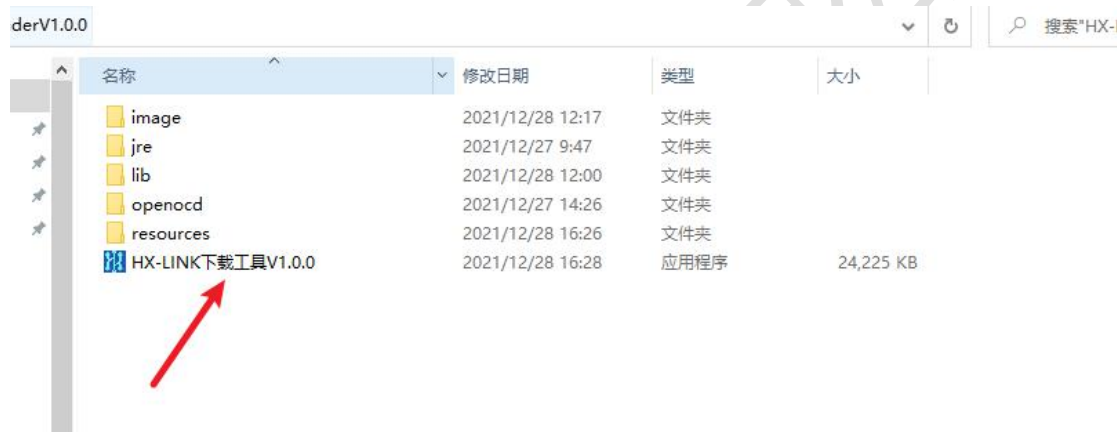 derV1.0.0 搜索"HX-
名称 修改日期 类型 大小
image 2021/12/28 12:17 文件夹
jre 2021/12/27 9:47 文件夹
lib 2021/12/28 12:00 文件夹
openocd 2021/12/27 14:26 文件夹
resources 2021/12/28 16:26 文件夹
HX-LINK下载工具V1.0.0 2021/12/28 16:28 应用程序 24,225 KB